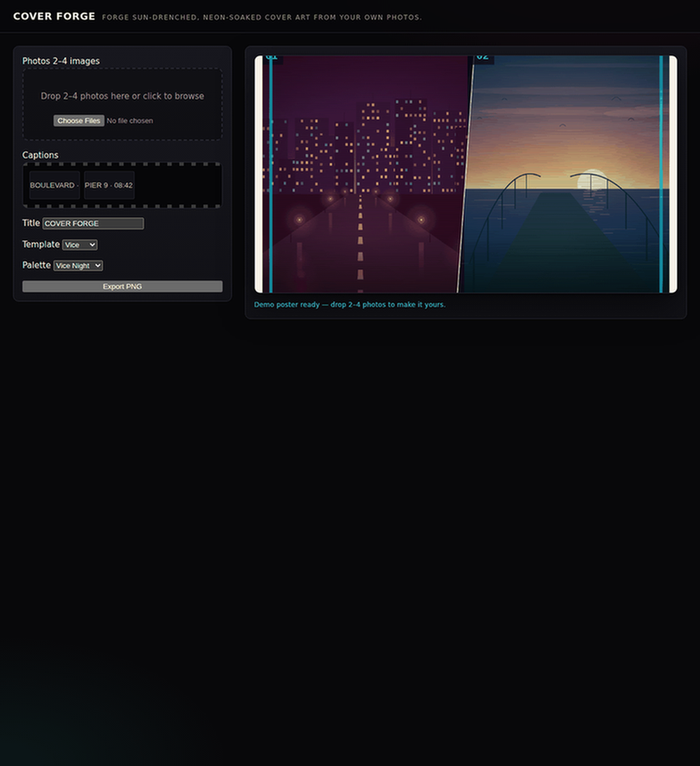 COVER FORGE FORGE SUN-DRENCHED, NEON-SOAKED COVER ART FROM YOUR OWN PHOTOS.
Photos 2–4 images
Drop 2–4 photos here or click to browse
Choose Files No file chosen
Captions
BOULEVARD · PIER 9 · 08:42
Title COVER FORGE
Template Vice
Palette Vice Night
Export PNG
01 02
Demo poster ready — drop 2–4 photos to make it yours.